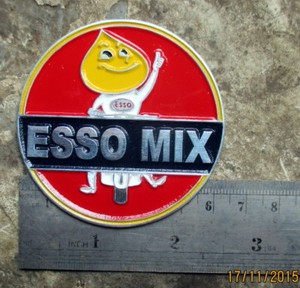 ESSO
ESSO MIX
6 7 8
INCH 1 2 3
17/11/2015